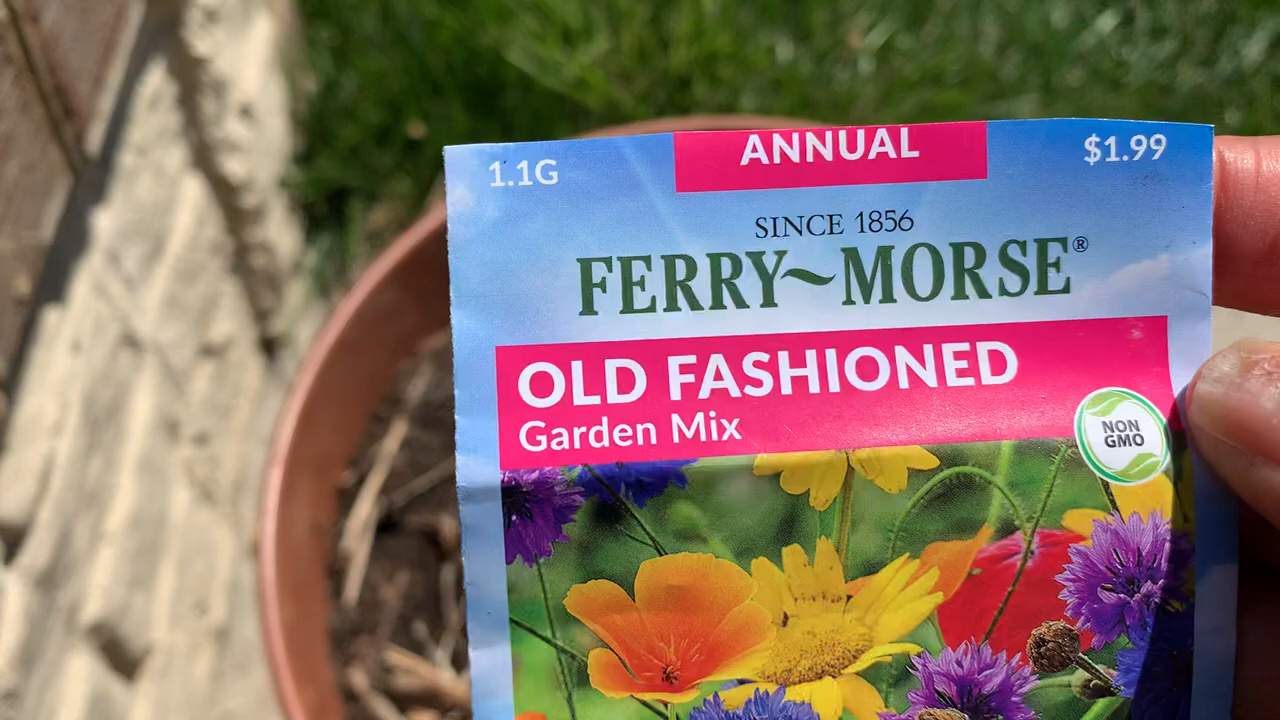 ANNUAL
1.1G
$1.99
SINCE 1856
FERRY~MORSE®
OLD FASHIONED
Garden Mix
NON
GMO